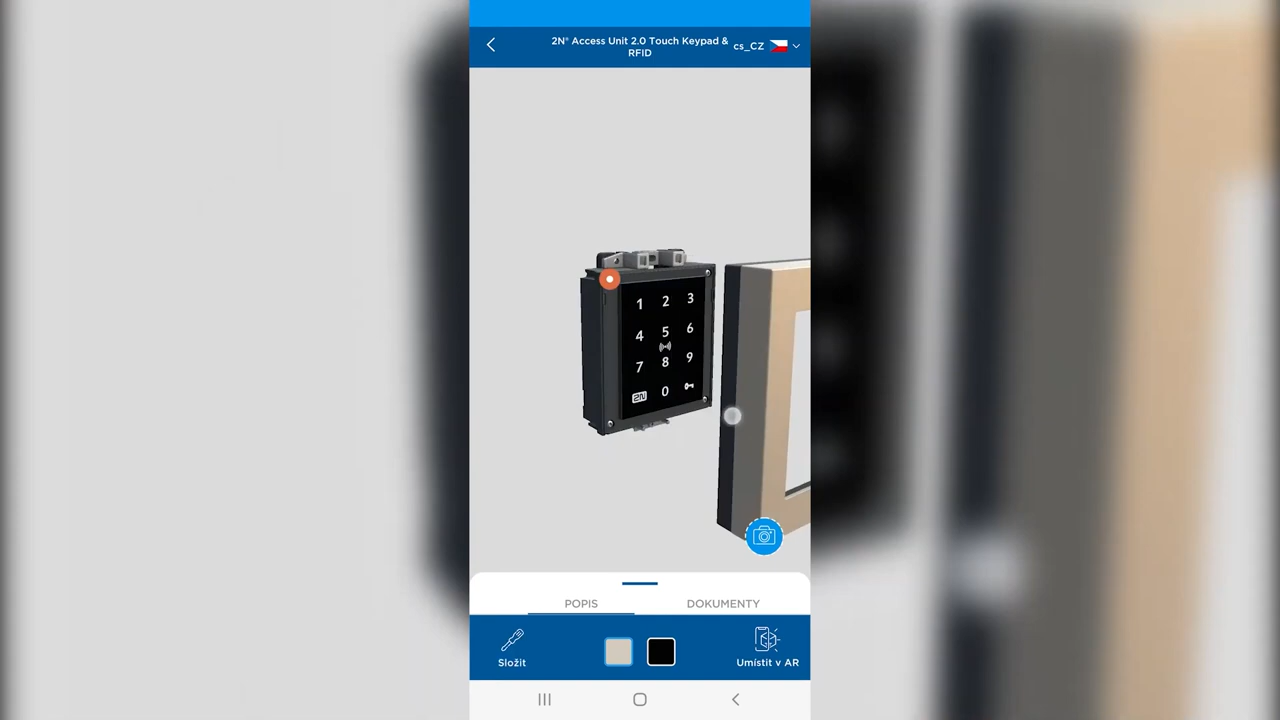 2N® Access Unit 2.0 Touch Keypad &
RFID
cs_CZ
1 2 3
4 5 6
7 8 9
2N 0
POPIS
DOKUMENTY
Složit
Umístit v AR